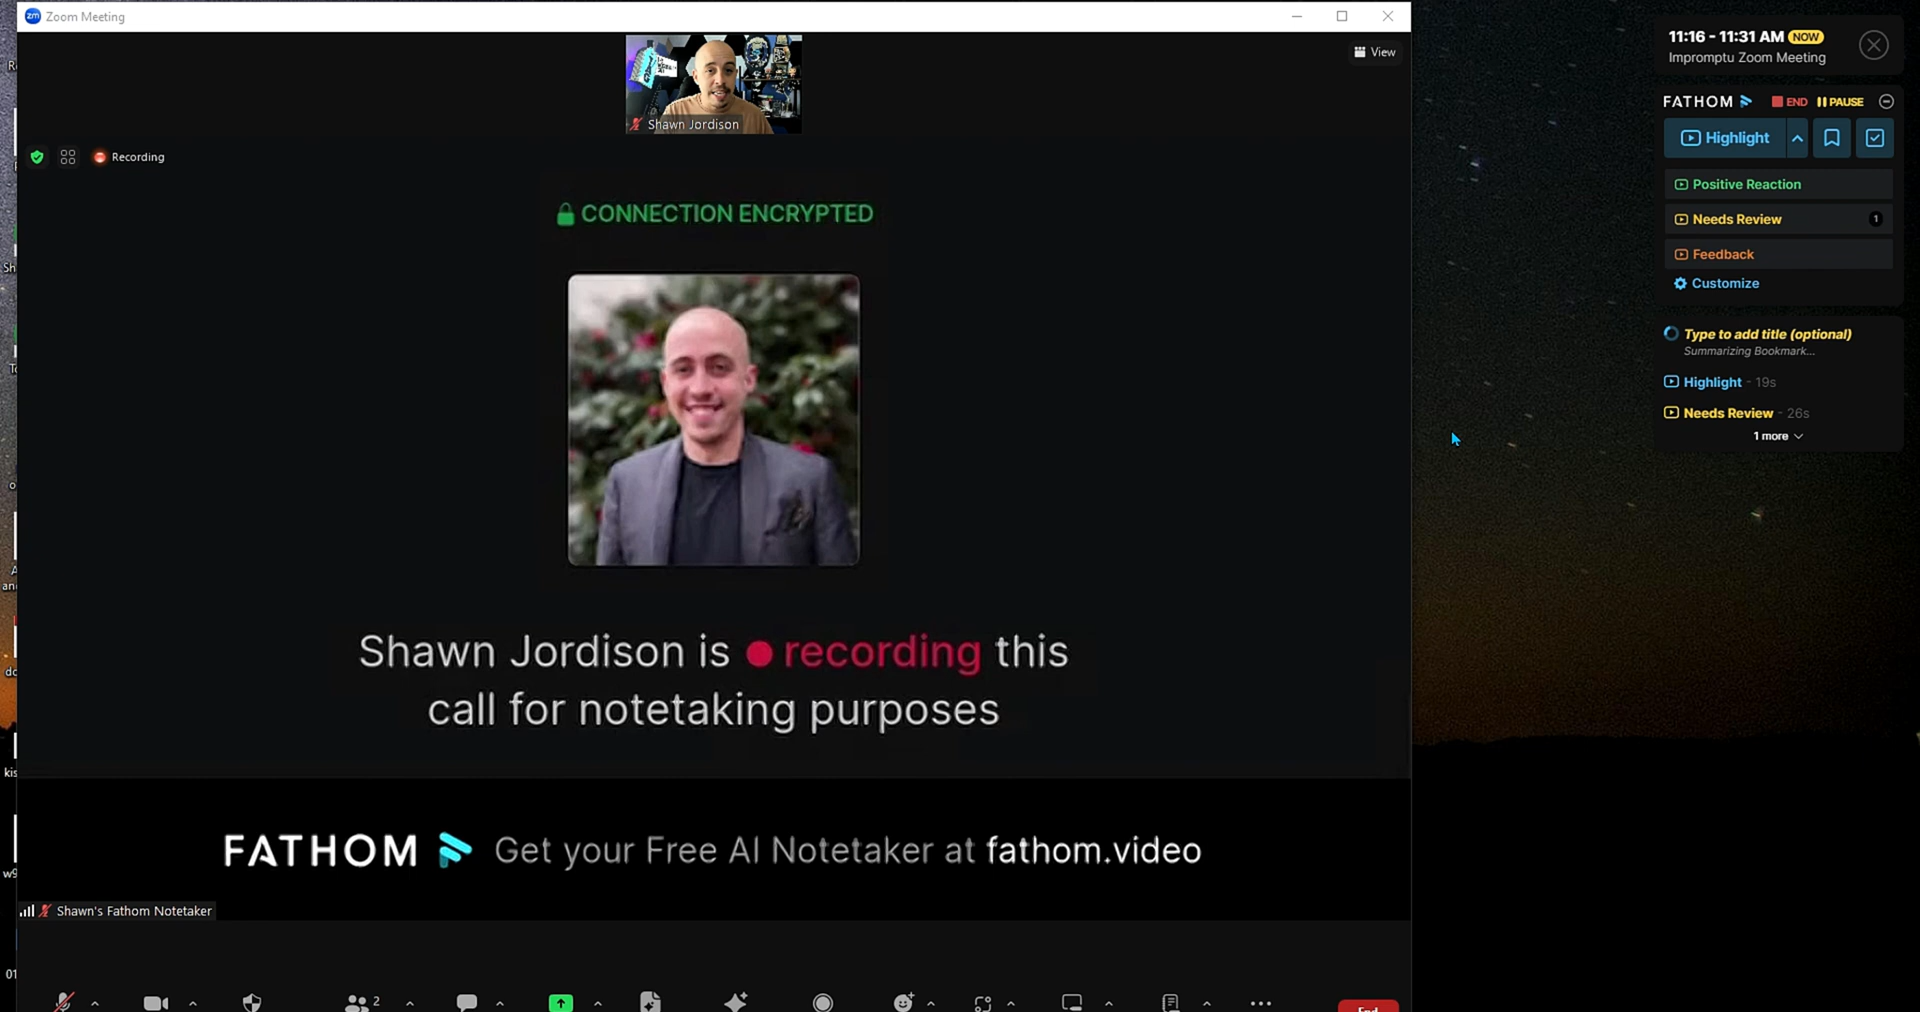 Zoom Meeting
View
Shawn Jordison
Recording
CONNECTION ENCRYPTED
Shawn Jordison is recording this
call for notetaking purposes
FATHOM Get your Free AI Notetaker at fathom.video
Shawn's Fathom Notetaker
2
End
11:16 - 11:31 AM NOW
Impromptu Zoom Meeting
FATHOM END PAUSE
Highlight
Positive Reaction
Needs Review 1
Feedback
Customize
Type to add title (optional)
Summarizing Bookmark...
Highlight - 19s
Needs Review - 26s
1 more